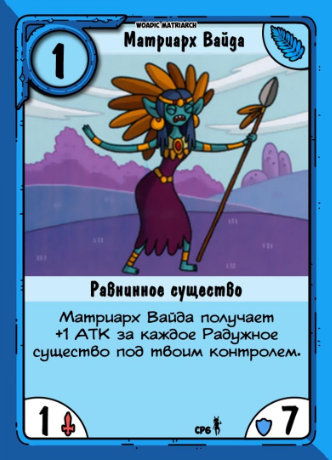 WOADIC MATRIARCH
1
Матриарх Вайда
Равнинное существо
Матриарх Вайда получает
+1 АТК за каждое Радужное
существо под твоим контролем.
1
CP6
7